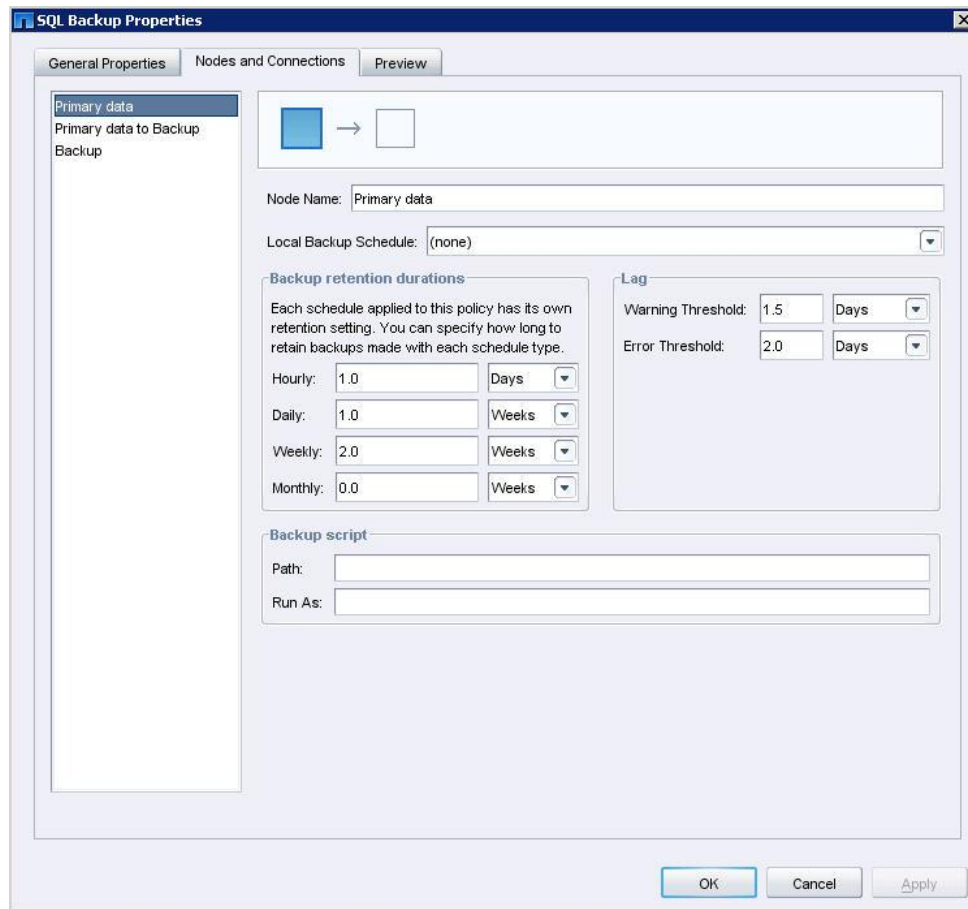 SQL Backup Properties
General Properties
Nodes and Connections
Preview
Primary data
Primary data to Backup
Backup
Node Name: Primary data
Local Backup Schedule: (none)
Backup retention durations
Each schedule applied to this policy has its own
retention setting. You can specify how long to
retain backups made with each schedule type.
Hourly: 1.0 Days
Daily: 1.0 Weeks
Weekly: 2.0 Weeks
Monthly: 0.0 Weeks
Lag
Warning Threshold: 1.5 Days
Error Threshold: 2.0 Days
Backup script
Path:
Run As:
OK
Cancel
Apply